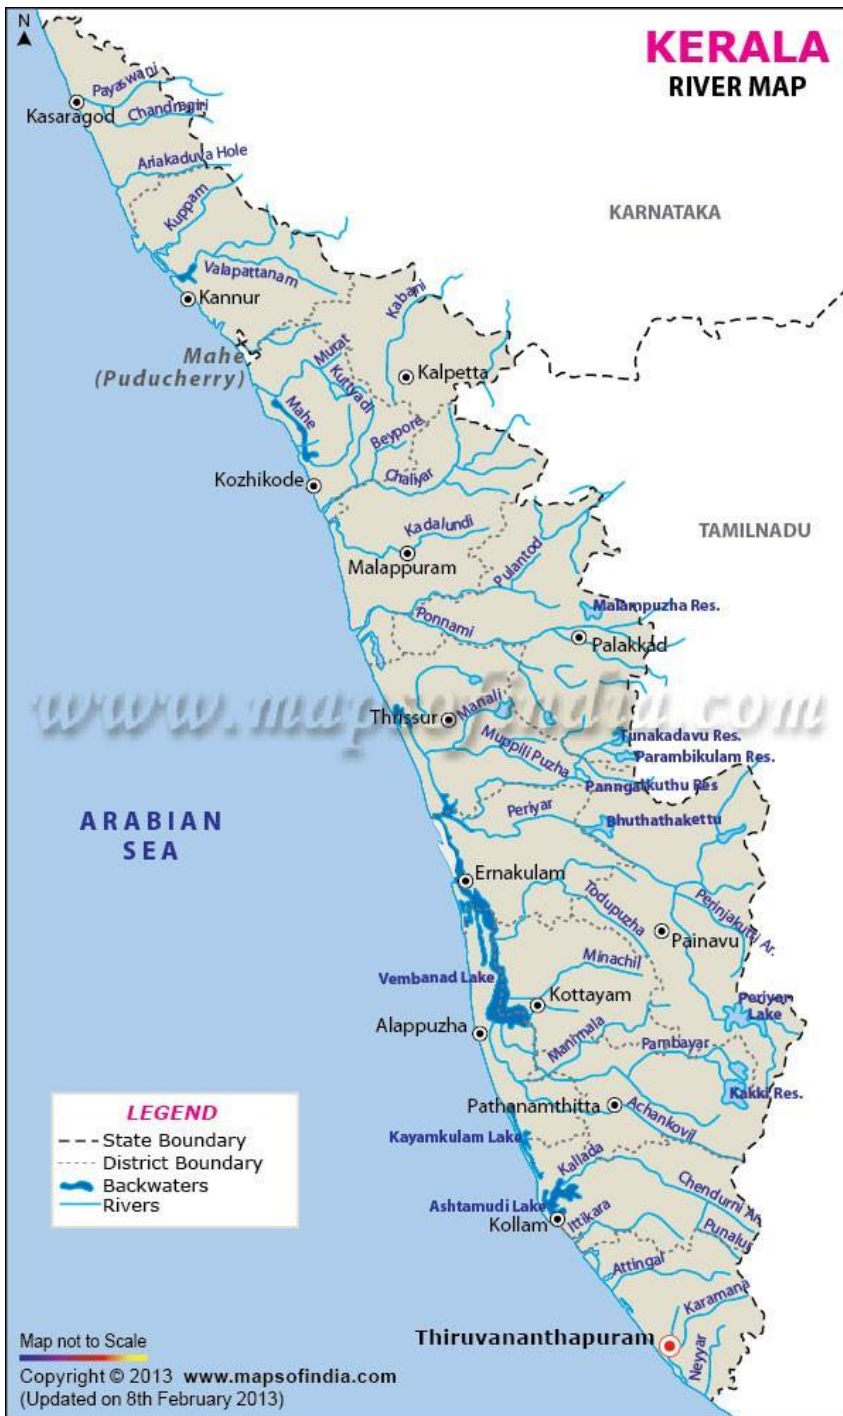 N
KERALA
RIVER MAP
Payaswani
Kasaragod
Chandragiri
Ariakaduva Hole
Kuppam
KARNATAKA
Valapattanam
Kannur
Kabani
Mahe
(Puducherry)
Murat
Kuttyadi
Kalpetta
Mahe
Beypore
Kozhikode
Chaliyar
Kadalundi
TAMILNADU
Malappuram
Pulantod
Malampuzha Res.
Ponnami
Palakkad
www.mapsofindia.com
Manali
Thrissur
Tunakadavu Res.
Muppili Puzha
Parambikulam Res.
Panngalkuthu Res
Periyar
Bhuthathakettu
ARABIAN
SEA
Ernakulam
Todupuzha
Perinjakutti Ar.
Painavu
Minachil
Vembanad Lake
Kottayam
Periyar
Lake
Alappuzha
Manimala
Pambayar
Kakki Res.
Pathanamthitta
Achankovil
Kayamkulam Lake
Kallada
Chendurni Ar.
Ashtamudi Lake
Kollam
Ittikara
Punalur
Attingal
Karamana
Thiruvananthapuram
Neyyar
LEGEND
State Boundary
District Boundary
Backwaters
Rivers
Map not to Scale
Copyright © 2013 www.mapsofindia.com
(Updated on 8th February 2013)